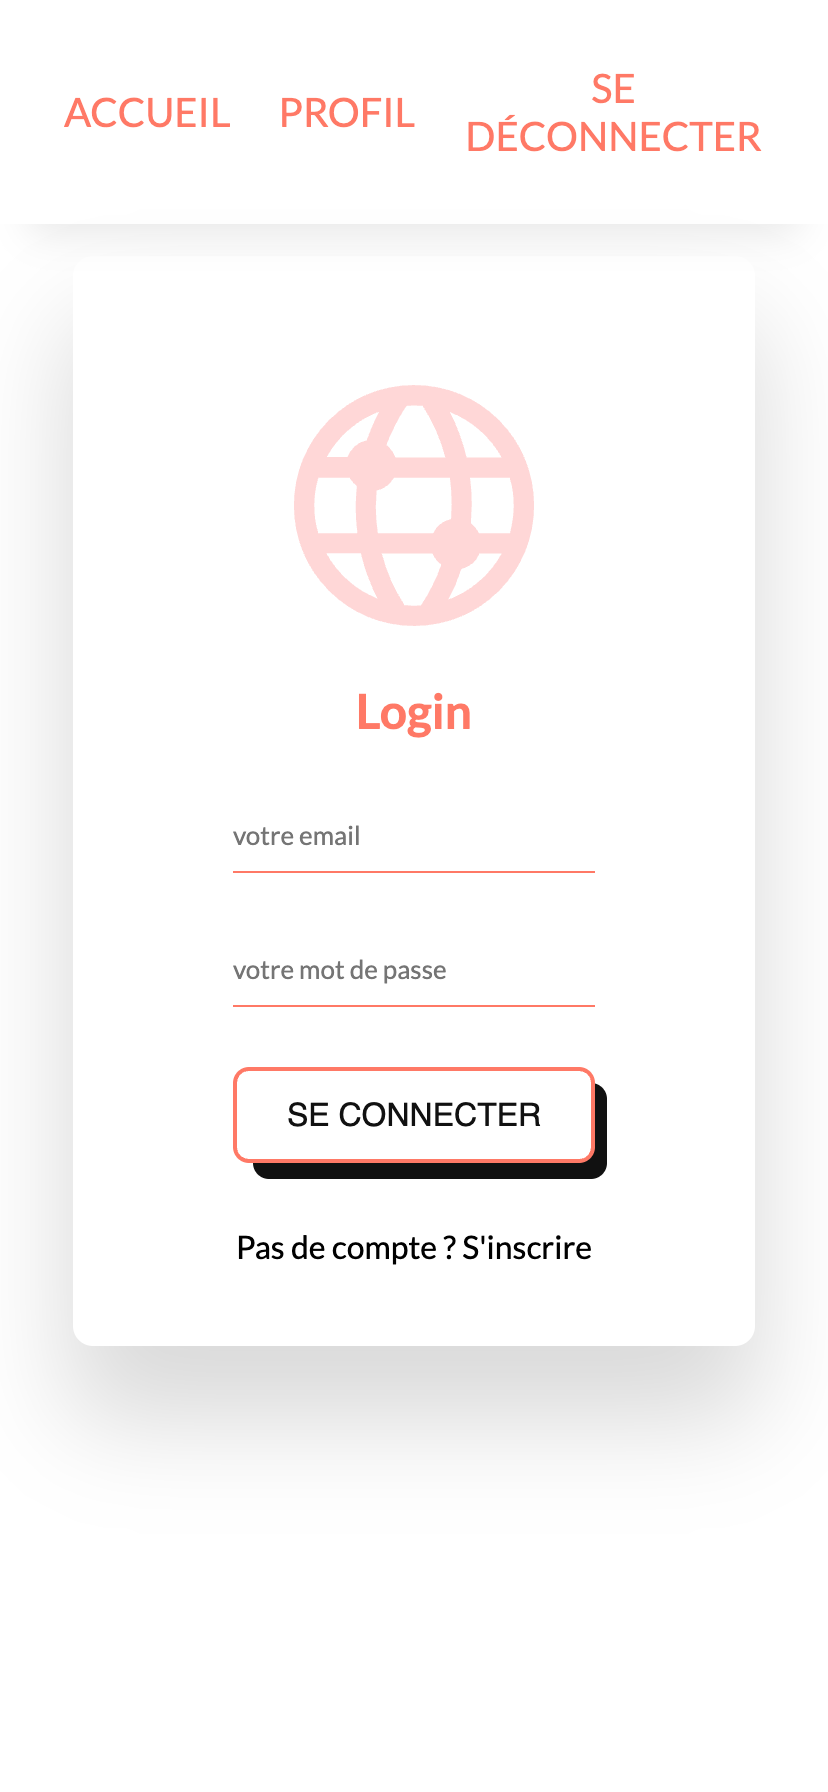 ACCUEIL
PROFIL
SE
DÉCONNECTER
Login
votre email
votre mot de passe
SE CONNECTER
Pas de compte ? S'inscrire